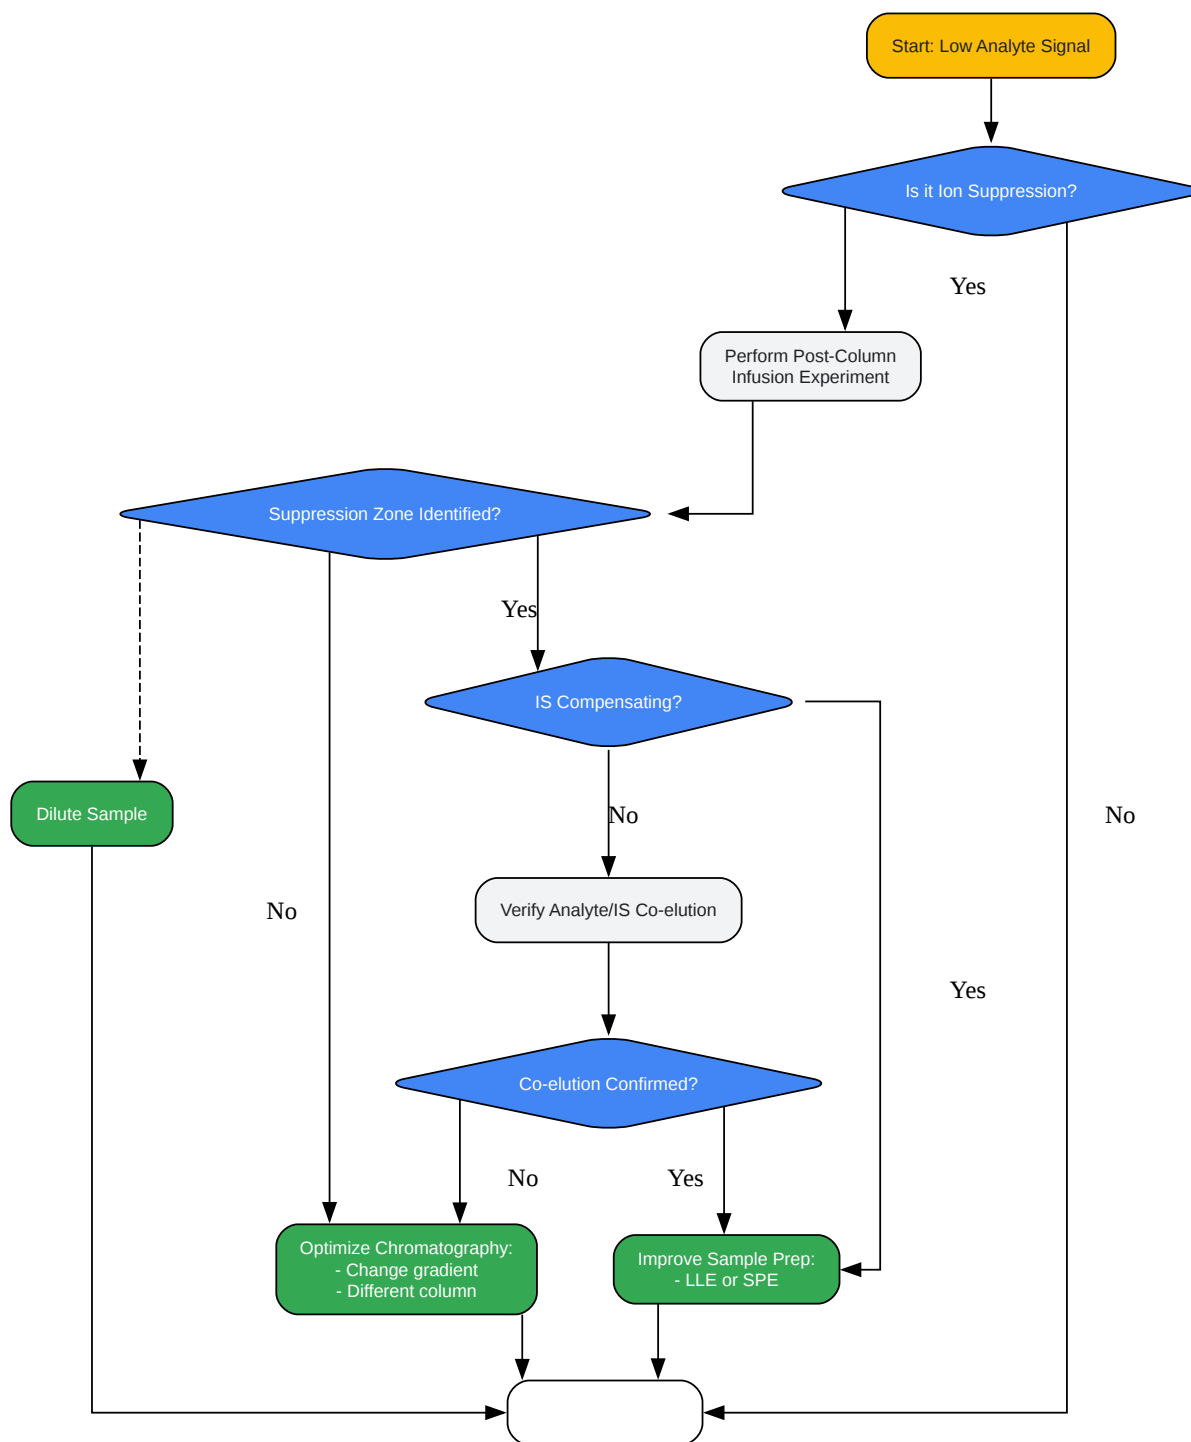 Start: Low Analyte Signal
Is it Ion Suppression?
Yes
Perform Post-Column
Infusion Experiment
Suppression Zone Identified?
Yes
IS Compensating?
Dilute Sample
No
No
No
Verify Analyte/IS Co-elution
Yes
Co-elution Confirmed?
No
Yes
Optimize Chromatography:
- Change gradient
- Different column
Improve Sample Prep:
- LLE or SPE